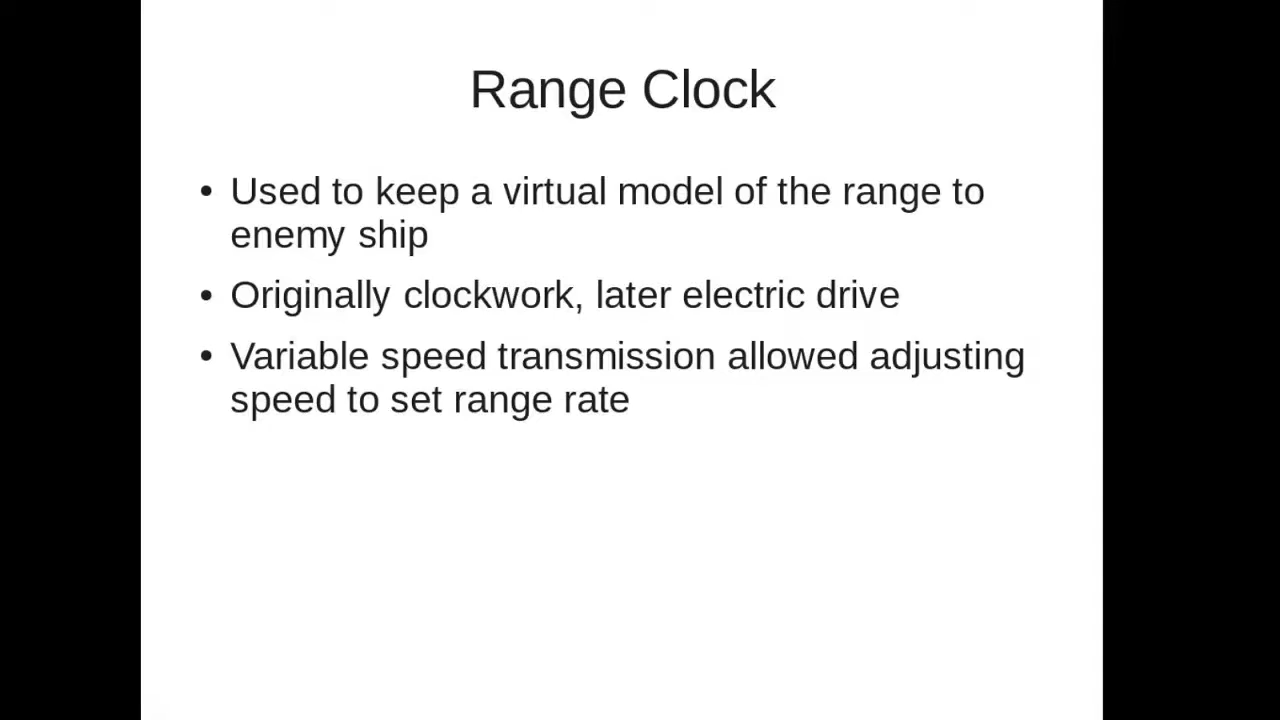 Range Clock
• Used to keep a virtual model of the range to
enemy ship
• Originally clockwork, later electric drive
• Variable speed transmission allowed adjusting
speed to set range rate